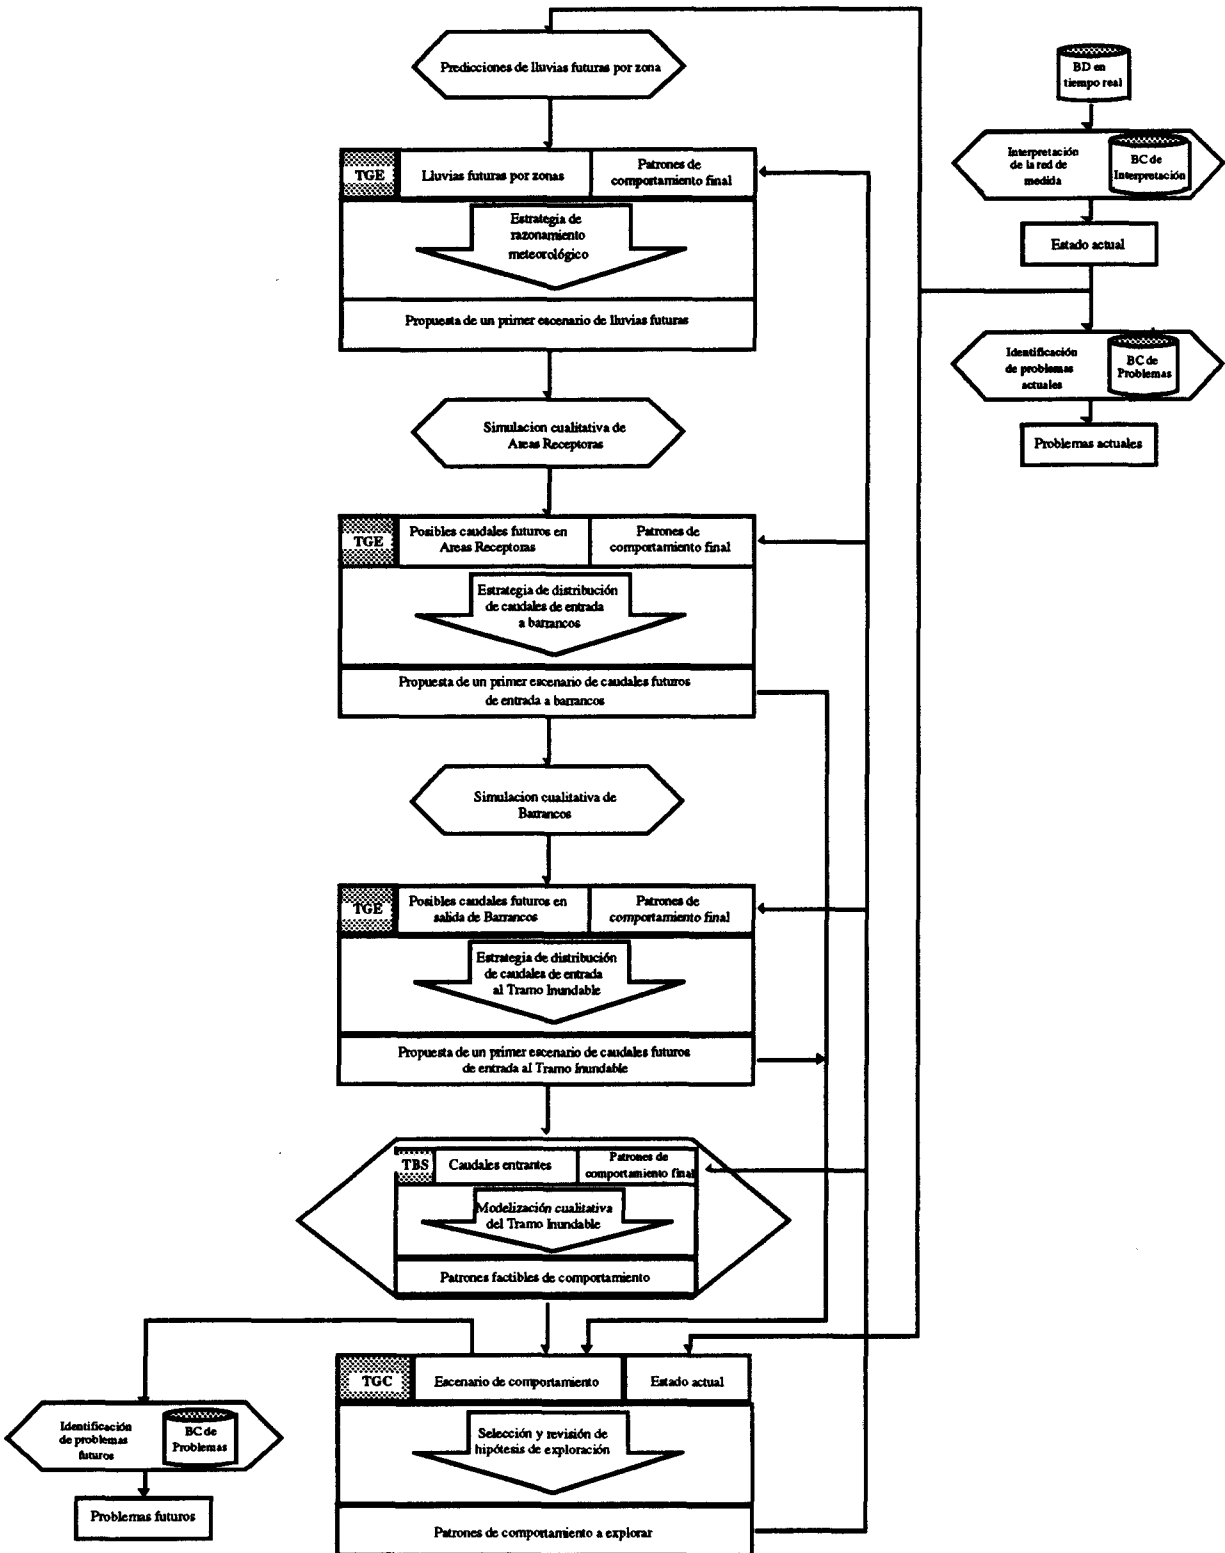 Predicciones de lluvias futuras por zona
TGE
Lluvias futuras por zonas
Patrones de
comportamiento final
Estrategia de
razonamiento
meteorológico
Propuesta de un primer escenario de lluvias futuras
Simulacion cualitativa de
Areas Receptoras
TGE
Posibles caudales futuros en
Areas Receptoras
Patrones de
comportamiento final
Estrategia de distribución
de caudales de entrada
a barrancos
Propuesta de un primer escenario de caudales futuros
de entrada a barrancos
Simulacion cualitativa de
Barrancos
TGE
Posibles caudales futuros en
salida de Barrancos
Patrones de
comportamiento final
Estrategia de distribución
de caudales de entrada
al Tramo Inundable
Propuesta de un primer escenario de caudales futuros
de entrada al Tramo Inundable
TBS
Caudales entrantes
Patrones de
comportamiento final
Modelización cualitativa
del Tramo Inundable
Patrones factibles de comportamiento
TGC
Escenario de comportamiento
Estado actual
Selección y revisión de
hipótesis de exploración
Patrones de comportamiento a explorar
Identificación
de problemas
futuros
BC de
Problemas
Problemas futuros
BD en
tiempo real
Interpretación
de la red de
medida
BC de
Interpretación
Estado actual
Identificación
de problemas
actuales
BC de
Problemas
Problemas actuales